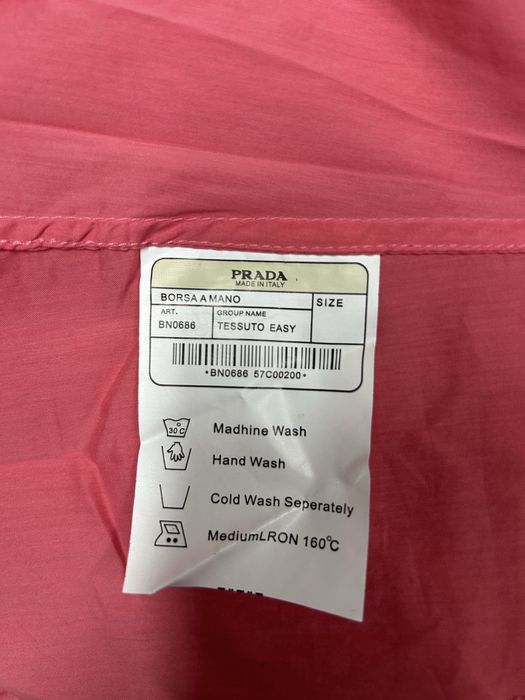 PRADA
MADE IN ITALY
BORSA A MANO
SIZE
ART.
GROUP NAME
BN0686
TESSUTO EASY
•BN0686 57C00200•
30 C
Madhine Wash
Hand Wash
Cold Wash Seperately
MediumLRON 160℃